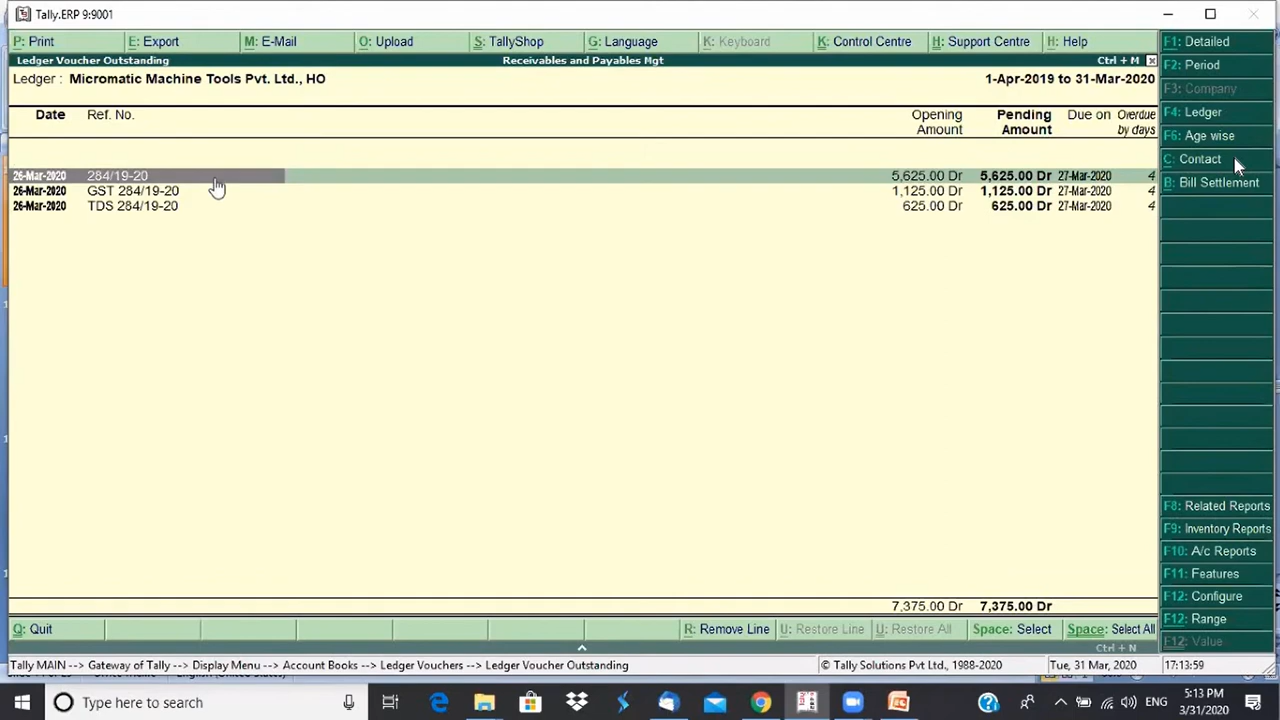 Tally.ERP 9:9001
P: Print E: Export M: E-Mail O: Upload S: TallyShop G: Language K: Keyboard K: Control Centre H: Support Centre H: Help
Ledger Voucher Outstanding Receivables and Payables Mgt Ctrl + M
Ledger : Micromatic Machine Tools Pvt. Ltd., HO 1-Apr-2019 to 31-Mar-2020
Date Ref. No. Opening Pending Due on Overdue
Amount Amount by days
26-Mar-2020 284/19-20 5,625.00 Dr 5,625.00 Dr 27-Mar-2020 4
26-Mar-2020 GST 284/19-20 1,125.00 Dr 1,125.00 Dr 27-Mar-2020 4
26-Mar-2020 TDS 284/19-20 625.00 Dr 625.00 Dr 27-Mar-2020 4
7,375.00 Dr 7,375.00 Dr
F1: Detailed
F2: Period
F3: Company
F4: Ledger
F6: Age wise
C: Contact
B: Bill Settlement
F8: Related Reports
F9: Inventory Reports
F10: A/c Reports
F11: Features
F12: Configure
F12: Range
F12: Value
Q: Quit R: Remove Line U: Restore Line U: Restore All Space: Select Space: Select All
Ctrl + N
Tally MAIN --> Gateway of Tally --> Display Menu --> Account Books --> Ledger Vouchers --> Ledger Voucher Outstanding © Tally Solutions Pvt Ltd., 1988-2020 Tue, 31 Mar, 2020 17:13:59
Type here to search ENG 5:13 PM
3/31/2020